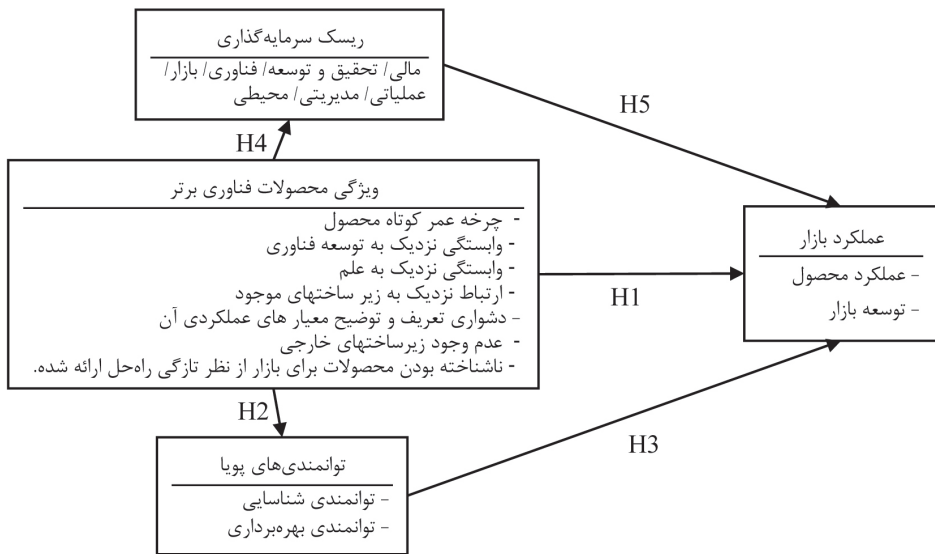 ریسک سرمایه‌گذاری
مالی/ تحقیق و توسعه/ فناوری/ بازار/
عملیاتی/ مدیریتی/ محیطی
H5
H4
ویژگی محصولات فناوری برتر
- چرخه عمر کوتاه محصول
- وابستگی نزدیک به توسعه فناوری
- وابستگی نزدیک به علم
- ارتباط نزدیک به زیر ساختهای موجود
- دشواری تعریف و توضیح معیار های عملکردی آن
- عدم وجود زیرساختهای خارجی
- ناشناخته بودن محصولات برای بازار از نظر تازگی راه‌حل ارائه شده.
H1
عملکرد بازار
- عملکرد محصول
- توسعه بازار
H2
H3
توانمندی‌های پویا
- توانمندی شناسایی
- توانمندی بهره‌برداری